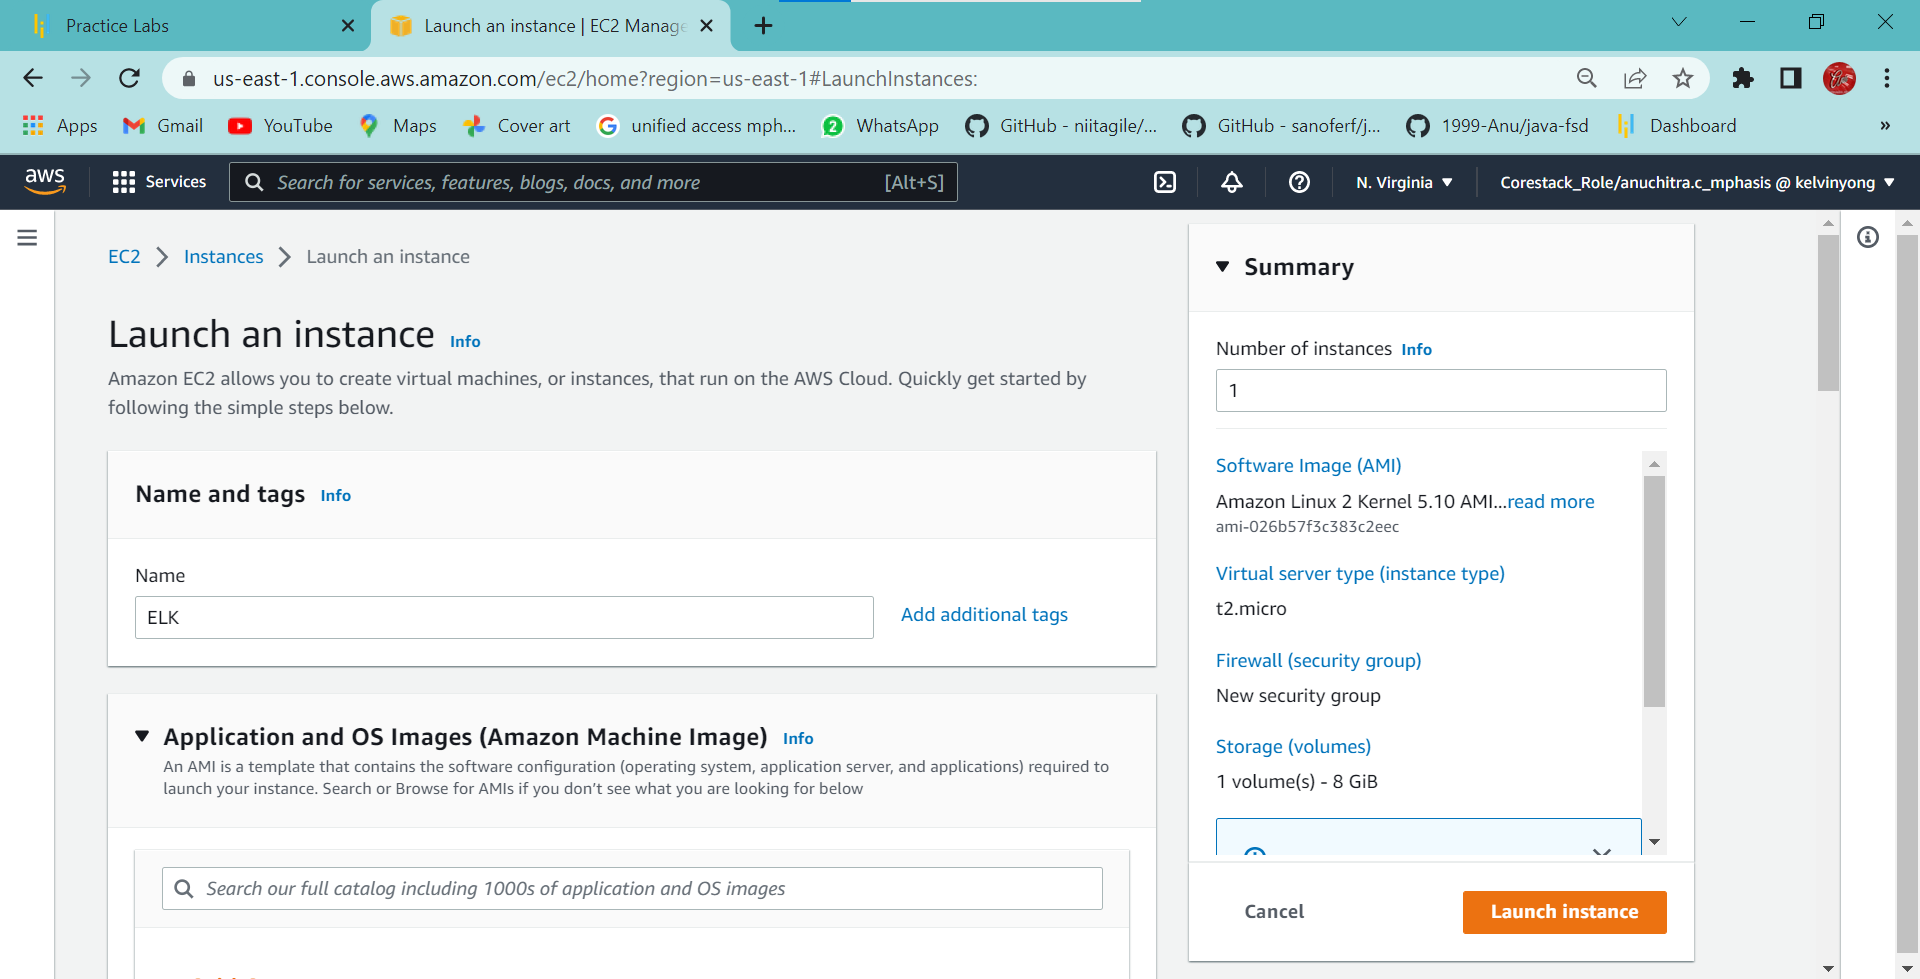 Practice Labs
Launch an instance | EC2 Manage
us-east-1.console.aws.amazon.com/ec2/home?region=us-east-1#LaunchInstances:
Apps
Gmail
YouTube
Maps
Cover art
unified access mph...
2
WhatsApp
GitHub - niitagile/...
GitHub - sanoferf/j...
1999-Anu/java-fsd
Dashboard
»
aws
Services
Search for services, features, blogs, docs, and more
[Alt+S]
N. Virginia
Corestack_Role/anuchitra.c_mphasis @ kelvinyong
EC2
Instances
Launch an instance
Launch an instance Info
Amazon EC2 allows you to create virtual machines, or instances, that run on the AWS Cloud. Quickly get started by
following the simple steps below.
Name and tags Info
Name
ELK
Add additional tags
Application and OS Images (Amazon Machine Image) Info
An AMI is a template that contains the software configuration (operating system, application server, and applications) required to
launch your instance. Search or Browse for AMIs if you don’t see what you are looking for below
Search our full catalog including 1000s of application and OS images
Summary
Number of instances Info
1
Software Image (AMI)
Amazon Linux 2 Kernel 5.10 AMI...read more
ami-026b57f3c383c2eec
Virtual server type (instance type)
t2.micro
Firewall (security group)
New security group
Storage (volumes)
1 volume(s) - 8 GiB
Cancel
Launch instance